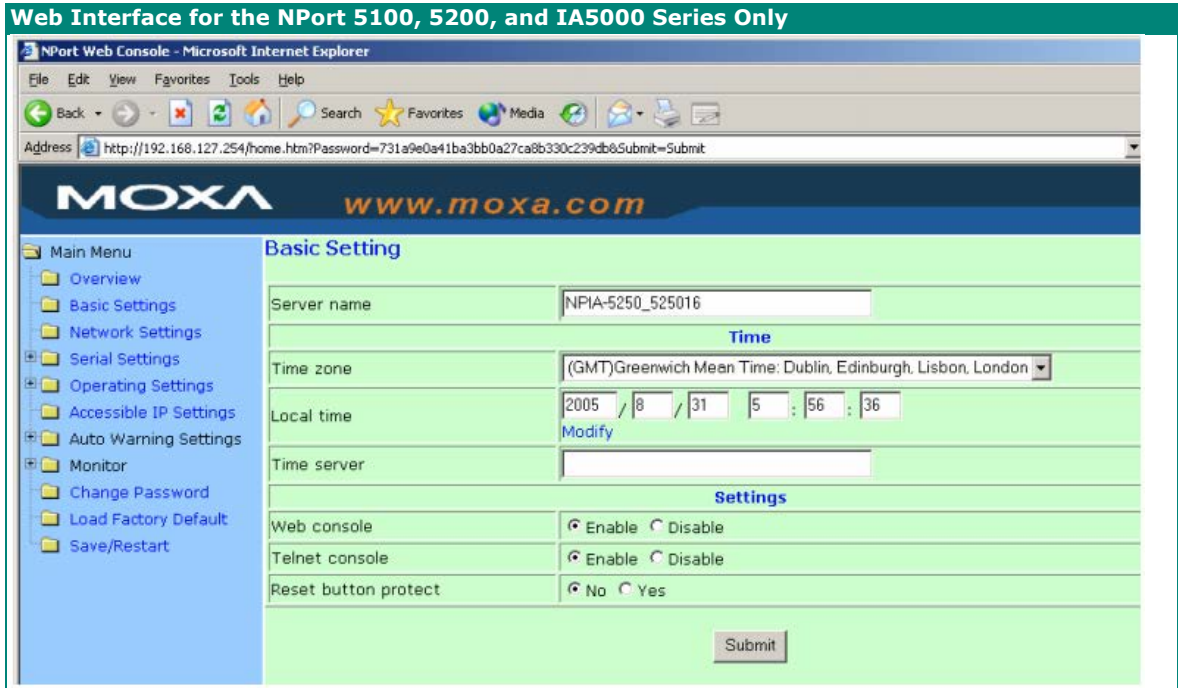 Web Interface for the NPort 5100, 5200, and IA5000 Series Only
NPort Web Console - Microsoft Internet Explorer
File Edit View Favorites Tools Help
Back Search Favorites Media
Address http://192.168.127.254/home.htm?Password=731a9e0a41ba3bb0a27ca8b330c239db&Submit=Submit
MOXA www.moxa.com
Main Menu
Overview
Basic Settings
Network Settings
Serial Settings
Operating Settings
Accessible IP Settings
Auto Warning Settings
Monitor
Change Password
Load Factory Default
Save/Restart
Basic Setting
Server name NPIA-5250_525016
Time
Time zone (GMT)Greenwich Mean Time: Dublin, Edinburgh, Lisbon, London
Local time 2005 / 8 / 31 5 : 56 : 36
Modify
Time server
Settings
Web console Enable Disable
Telnet console Enable Disable
Reset button protect No Yes
Submit